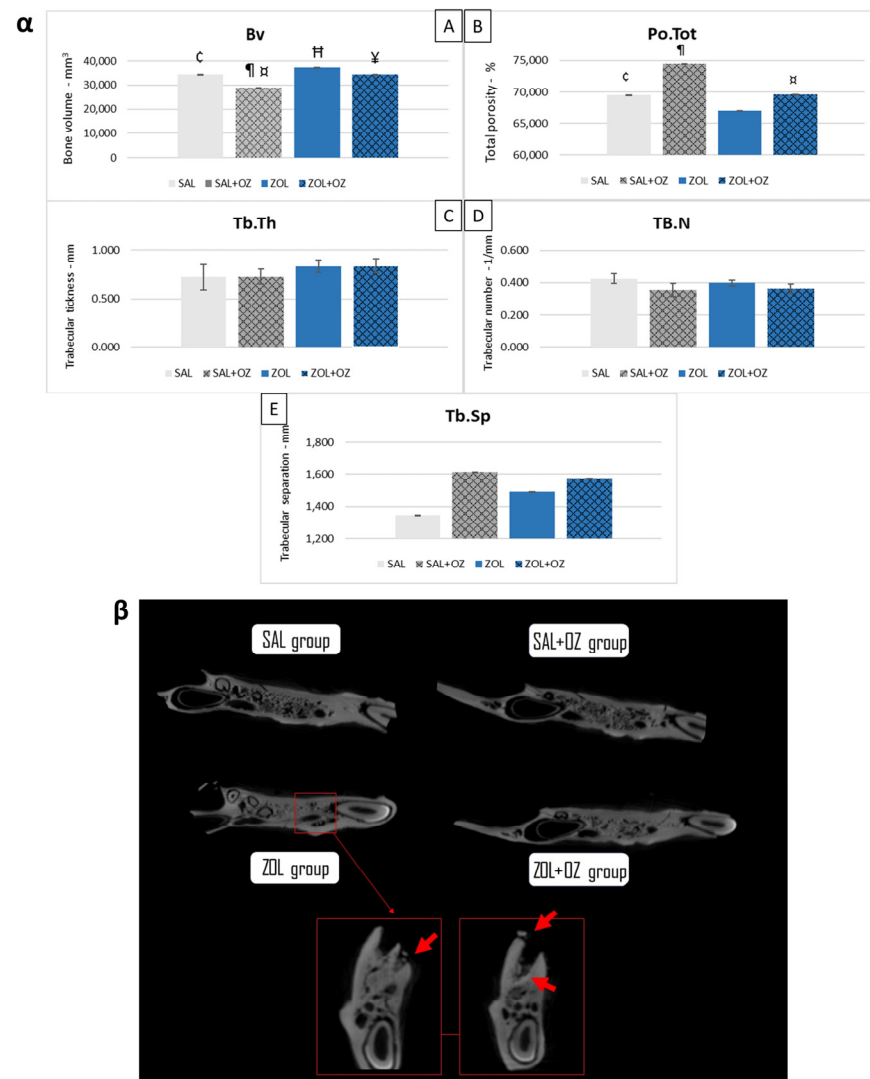 α
Bv
A
Bone volume - mm³
40,000
30,000
20,000
10,000
0
¢
¶ ¤
Ħ
¥
SAL SAL+OZ ZOL ZOL+OZ
B
Po.Tot
Total porosity - %
75,000
70,000
65,000
60,000
¢
¶
¤
SAL SAL+OZ ZOL ZOL+OZ
Tb.Th
C
Trabecular tickness - mm
1.000
0.500
0.000
SAL SAL+OZ ZOL ZOL+OZ
D
TB.N
Trabecular number - 1/mm
0.600
0.400
0.200
0.000
SAL SAL+OZ ZOL ZOL+OZ
E
Tb.Sp
Trabecular separation - mm
1,800
1,600
1,400
1,200
SAL SAL+OZ ZOL ZOL+OZ
β
SAL group
SAL+OZ group
ZOL group
ZOL+OZ group